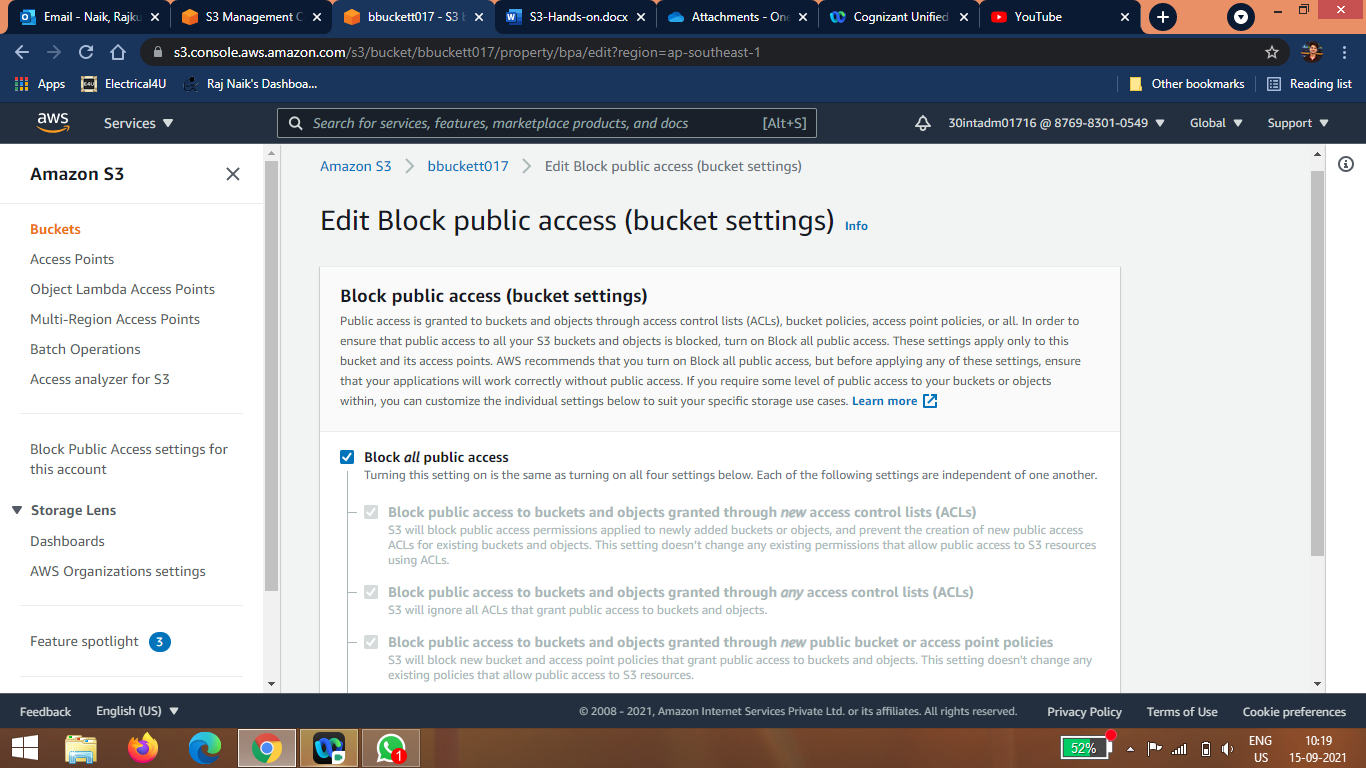 Email - Naik, Rajku
S3 Management C
bbuckett017 - S3 b
S3-Hands-on.docx
Attachments - One
Cognizant Unified
YouTube
s3.console.aws.amazon.com/s3/bucket/bbuckett017/property/bpa/edit?region=ap-southeast-1
Apps
Electrical4U
Raj Naik's Dashboa...
Other bookmarks
Reading list
aws
Services
Search for services, features, marketplace products, and docs
[Alt+S]
30intadm01716 @ 8769-8301-0549
Global
Support
Amazon S3
Buckets
Access Points
Object Lambda Access Points
Multi-Region Access Points
Batch Operations
Access analyzer for S3
Block Public Access settings for
this account
Storage Lens
Dashboards
AWS Organizations settings
Feature spotlight 3
Amazon S3
bbuckett017
Edit Block public access (bucket settings)
Edit Block public access (bucket settings) Info
Block public access (bucket settings)
Public access is granted to buckets and objects through access control lists (ACLs), bucket policies, access point policies, or all. In order to
ensure that public access to all your S3 buckets and objects is blocked, turn on Block all public access. These settings apply only to this
bucket and its access points. AWS recommends that you turn on Block all public access, but before applying any of these settings, ensure
that your applications will work correctly without public access. If you require some level of public access to your buckets or objects
within, you can customize the individual settings below to suit your specific storage use cases. Learn more
Block all public access
Turning this setting on is the same as turning on all four settings below. Each of the following settings are independent of one another.
Block public access to buckets and objects granted through new access control lists (ACLs)
S3 will block public access permissions applied to newly added buckets or objects, and prevent the creation of new public access
ACLs for existing buckets and objects. This setting doesn't change any existing permissions that allow public access to S3 resources
using ACLs.
Block public access to buckets and objects granted through any access control lists (ACLs)
S3 will ignore all ACLs that grant public access to buckets and objects.
Block public access to buckets and objects granted through new public bucket or access point policies
S3 will block new bucket and access point policies that grant public access to buckets and objects. This setting doesn't change any
existing policies that allow public access to S3 resources.
Feedback
English (US)
© 2008 - 2021, Amazon Internet Services Private Ltd. or its affiliates. All rights reserved.
Privacy Policy
Terms of Use
Cookie preferences
1
52%
ENG
US
10:19
15-09-2021